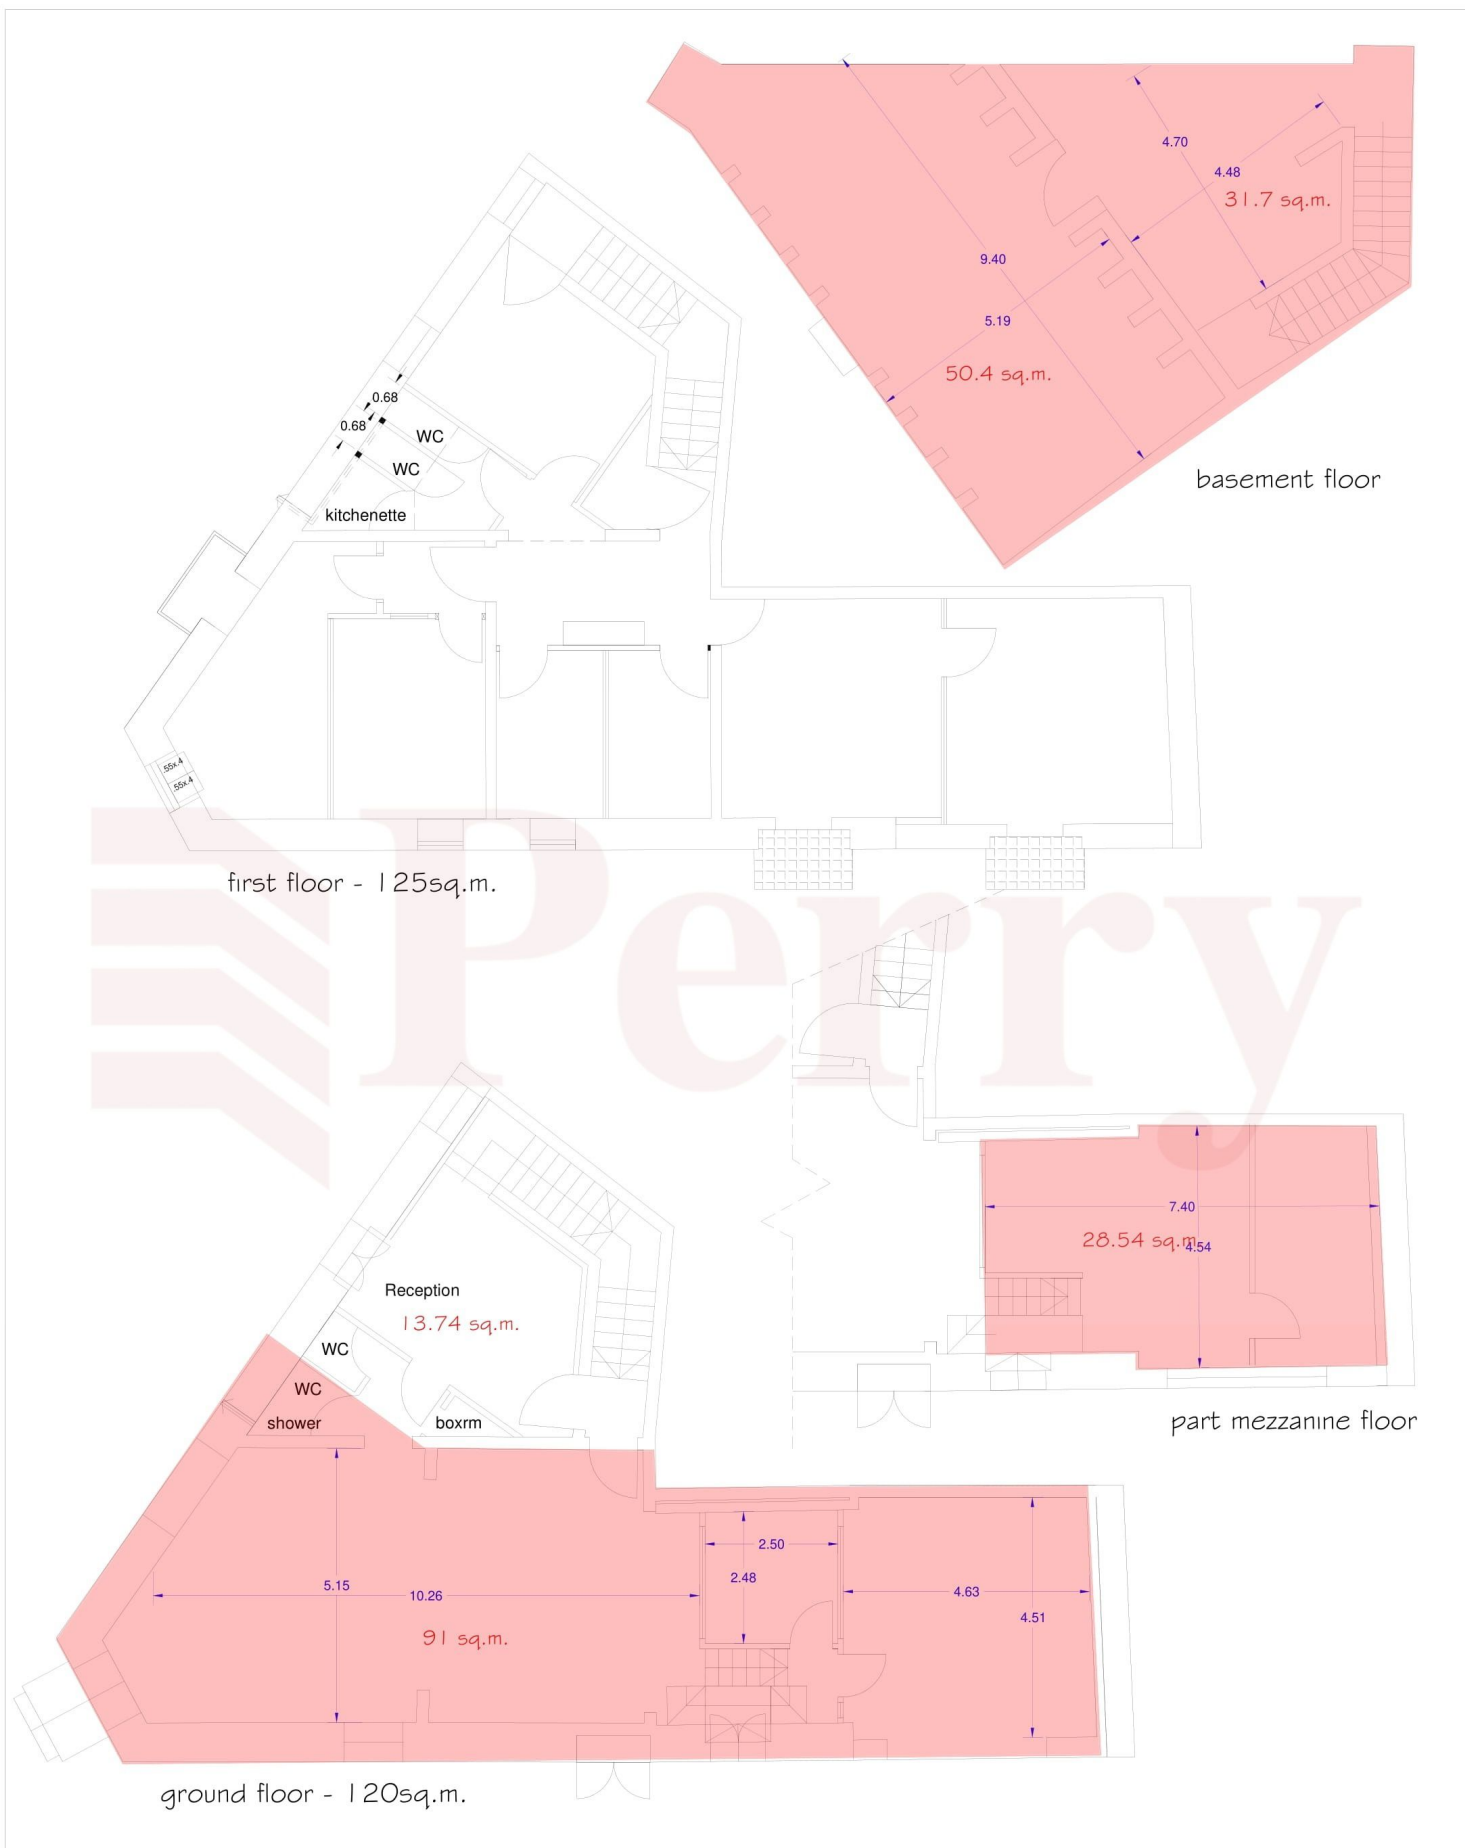 4.70
4.48
31.7 sq.m.
9.40
5.19
50.4 sq.m.
basement floor
0.68
0.68
WC
WC
kitchenette
.55x.4
.55x.4
first floor - 125sq.m.
Perry
7.40
28.54 sq.m.
4.54
part mezzanine floor
Reception
13.74 sq.m.
WC
WC
shower
boxrm
2.50
2.48
5.15
10.26
4.63
4.51
91 sq.m.
ground floor - 120sq.m.